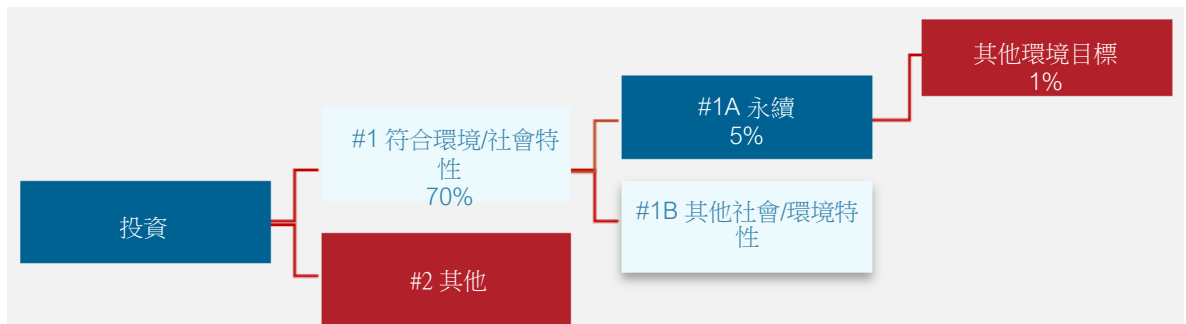 其他環境目標
1%
#1A 永續
5%
#1 符合環境/社會特
性
70%
#1B 其他社會/環境特
性
投資
#2 其他